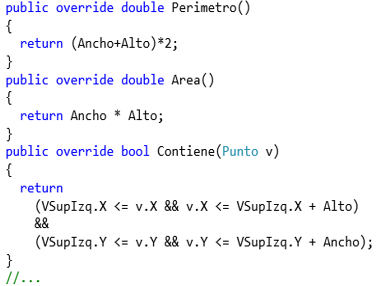 public override double Perimetro()
{
return (Ancho+Alto)*2;
}
public override double Area()
{
return Ancho * Alto;
}
public override bool Contiene(Punto v)
{
return
(VSupIzq.X <= v.X && v.X <= VSupIzq.X + Alto)
&&
(VSupIzq.Y <= v.Y && v.Y <= VSupIzq.Y + Ancho);
}
//...